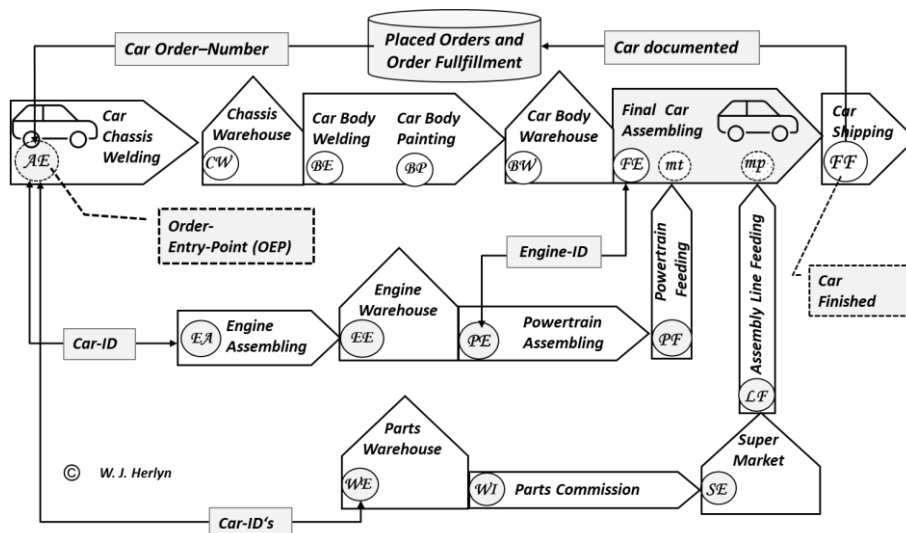 Car Order–Number
Placed Orders and
Order Fullfillment
Car documented
Car
Chassis
Welding
AE
Chassis
Warehouse
CW
Car Body
Welding
BE
Car Body
Painting
BP
Car Body
Warehouse
BW
Final Car
Assembling
FE
mt
mp
Car
Shipping
FF
Order-
Entry-Point (OEP)
Engine-ID
Powertrain
Feeding
Assembly Line Feeding
Car
Finished
Car-ID
Engine
Assembling
EA
Engine
Warehouse
EE
Powertrain
Assembling
PE
PF
LF
Parts
Warehouse
WE
WI
Parts Commission
Super
Market
SE
© W. J. Herlyn
Car-ID‘s